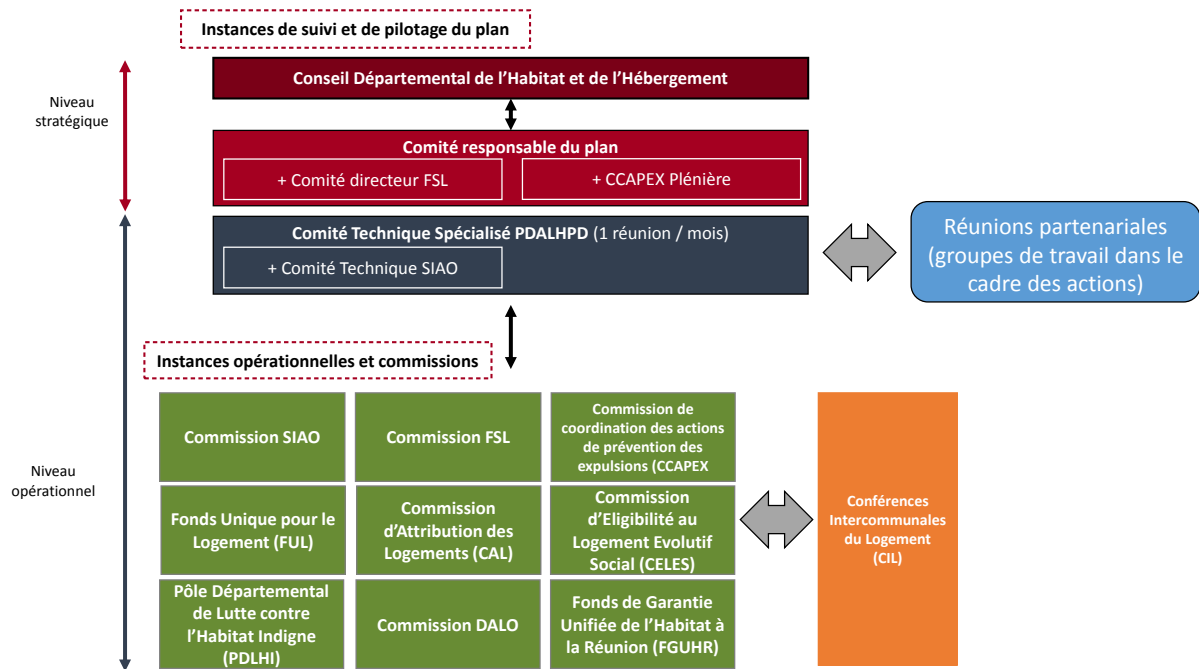 Instances de suivi et de pilotage du plan
Conseil Départemental de l'Habitat et de l'Hébergement
Niveau
stratégique
Comité responsable du plan
+ Comité directeur FSL
+ CCAPEX Plénière
Comité Technique Spécialisé PDALHPD (1 réunion / mois)
+ Comité Technique SIAO
Réunions partenariales
(groupes de travail dans le
cadre des actions)
Instances opérationnelles et commissions
Niveau
opérationnel
Commission SIAO
Commission FSL
Commission de
coordination des actions
de prévention des
expulsions (CCAPEX
Fonds Unique pour le
Logement (FUL)
Commission
d'Attribution des
Logements (CAL)
Commission
d'Eligibilité au
Logement Evolutif
Social (CELES)
Conférences
Intercommunales
du Logement
(CIL)
Pôle Départemental
de Lutte contre
l'Habitat Indigne
(PDLHI)
Commission DALO
Fonds de Garantie
Unifiée de l'Habitat à
la Réunion (FGUHR)